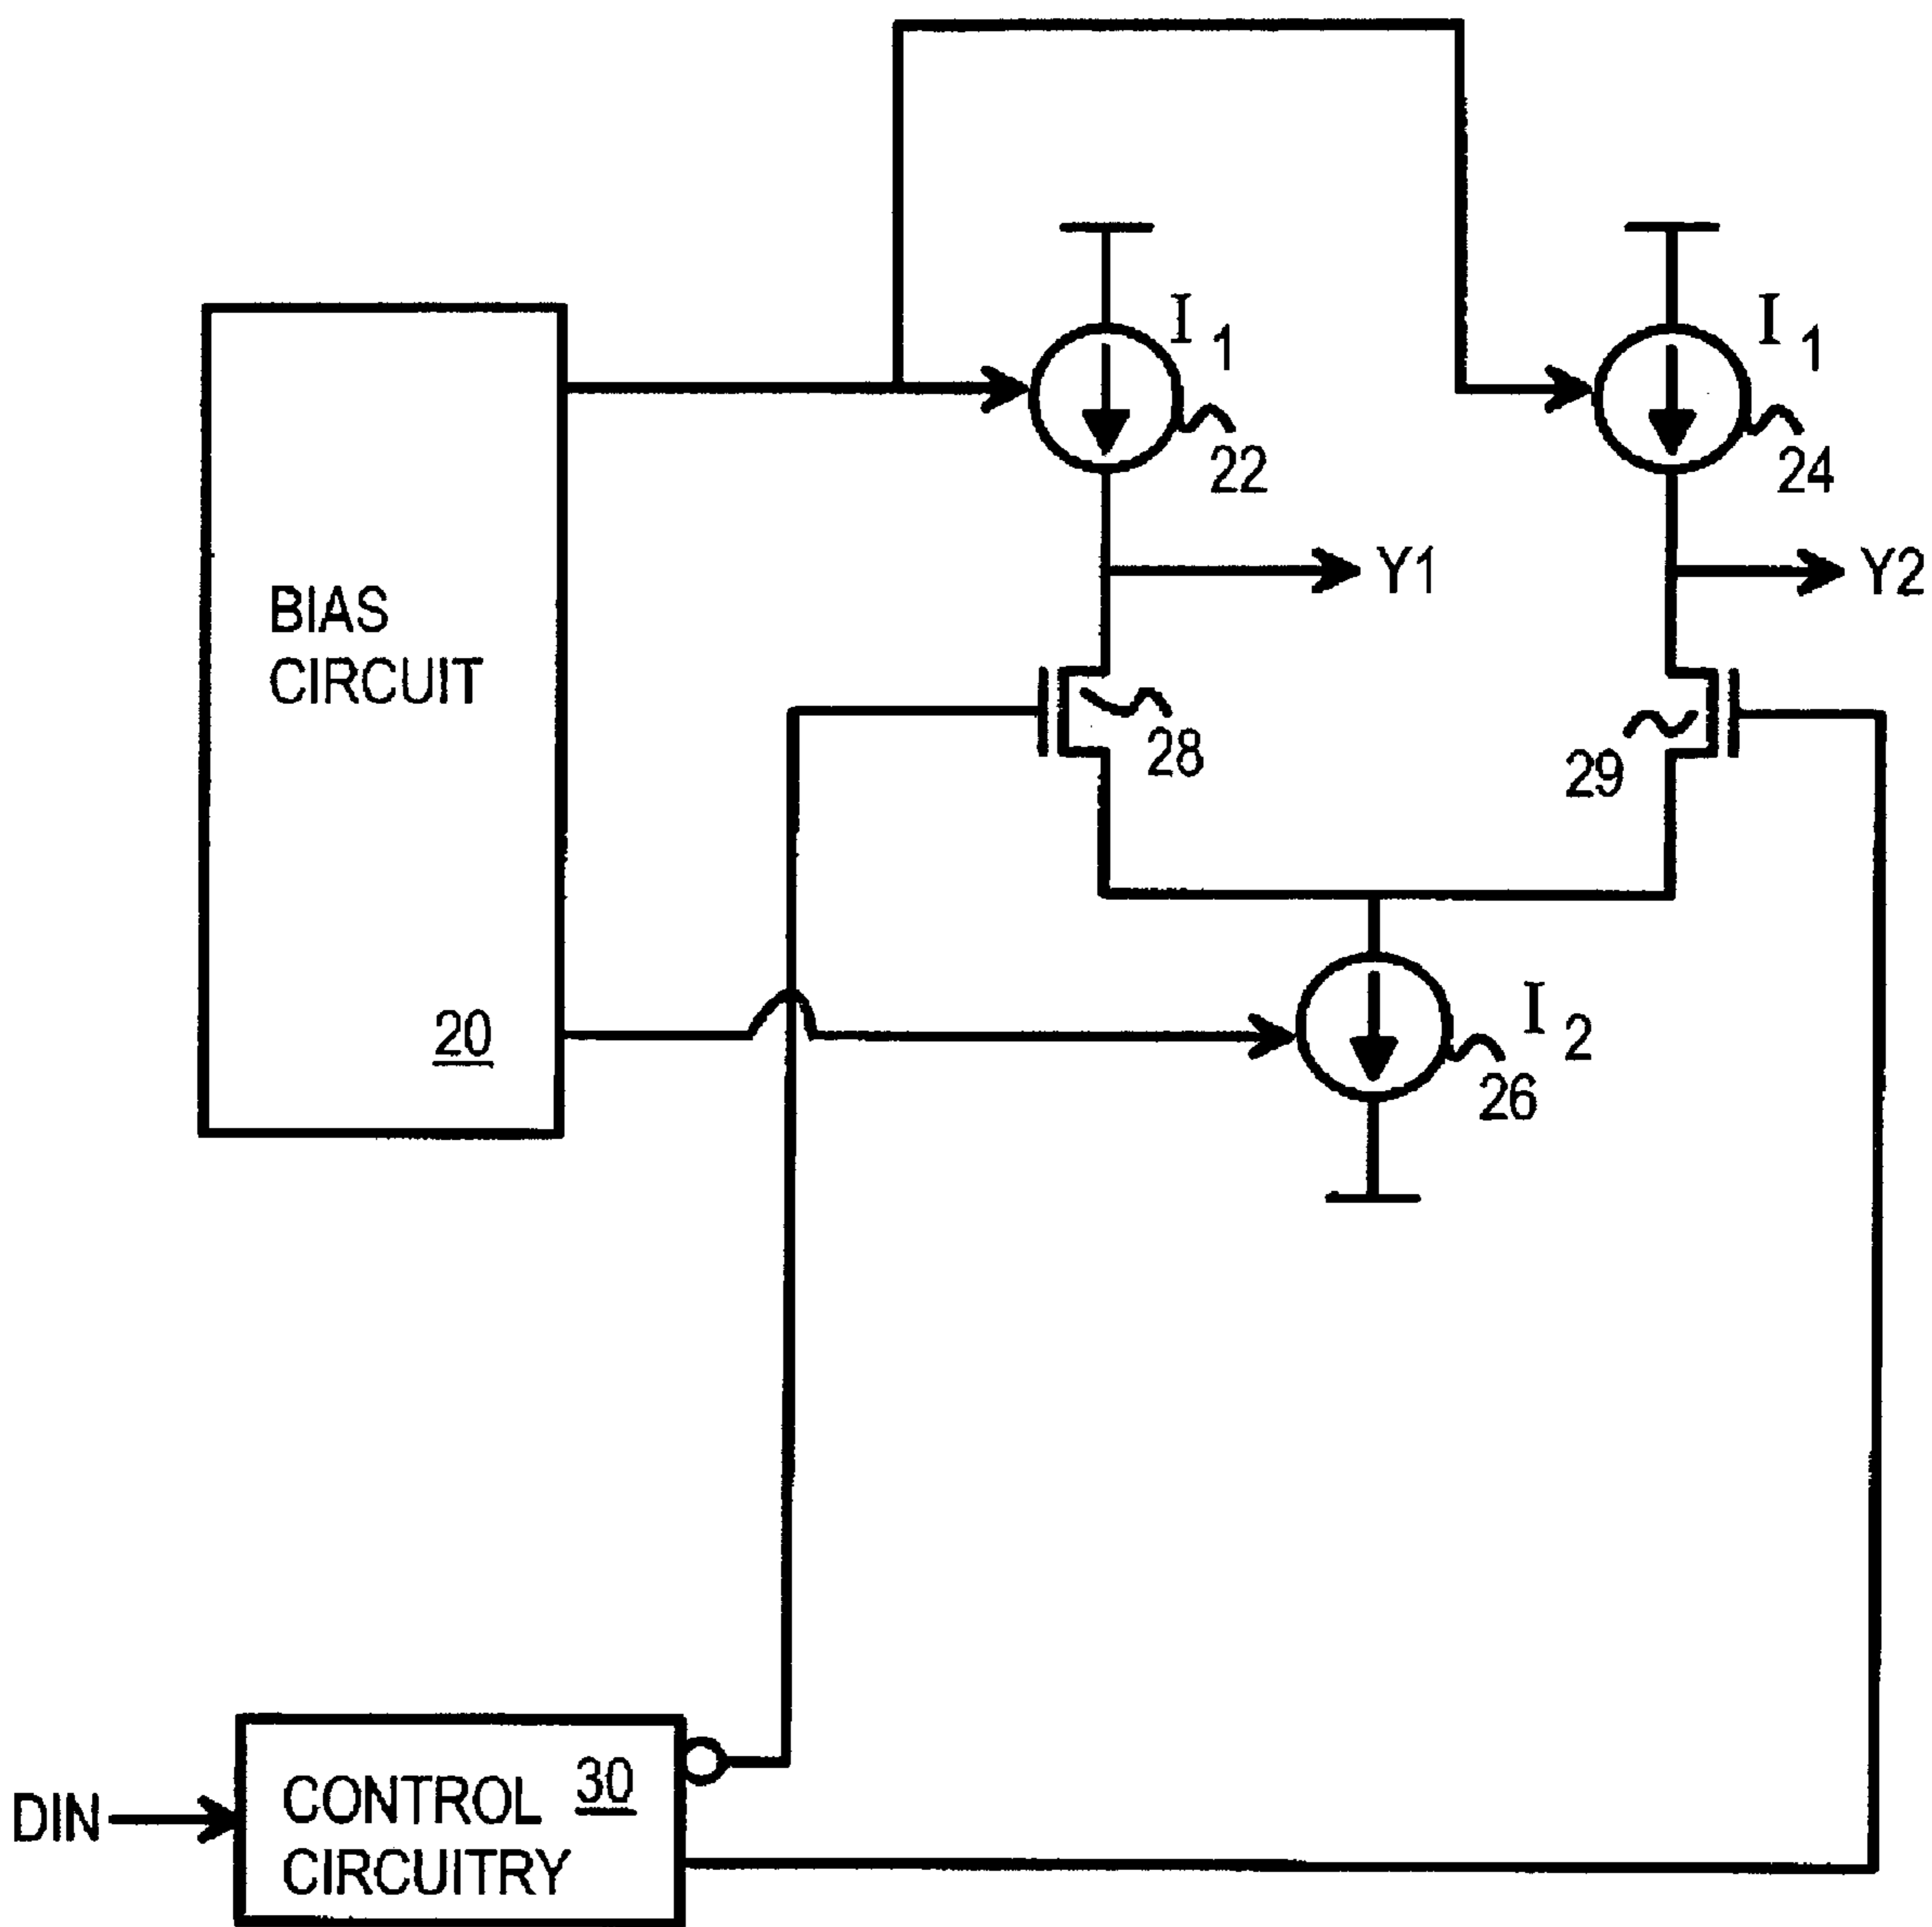 I 1
I 1
22
24
Y1
Y2
BIAS
CIRCUIT
28
29
20
I 2
26
CONTROL 30
DIN
CIRCUITRY